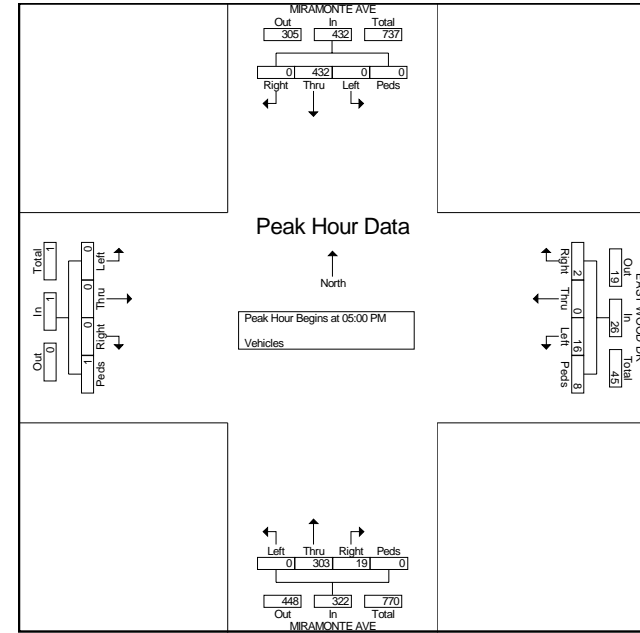 MIRAMONTE AVE
Out In Total
305 432 737
0 432 0 0
Right Thru Left Peds
Peak Hour Data
North
Peak Hour Begins at 05:00 PM
Vehicles
Total In Out
1 1 0
0 0 0 1
Left Thru Right Peds
Right Thru Left Peds
2 0 16 8
19 26 45
Out In Total
EAST WOOD DR
Left Thru Right Peds
0 303 19 0
448 322 770
Out In Total
MIRAMONTE AVE